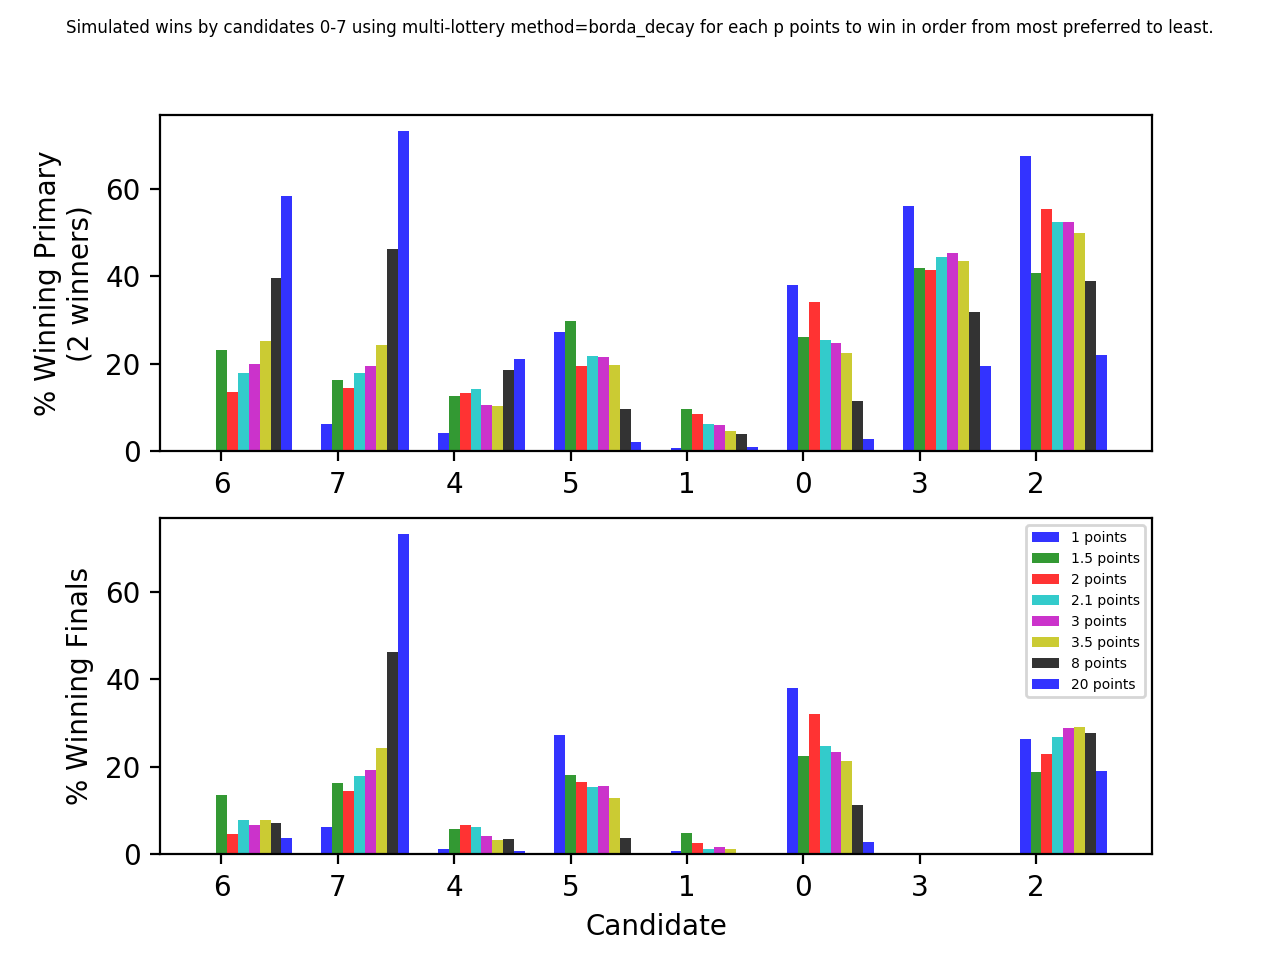 Simulated wins by candidates 0-7 using multi-lottery method=borda_decay for each p points to win in order from most preferred to least.
% Winning Primary
(2 winners)
60
40
20
0
6 7 4 5 1 0 3 2
% Winning Finals
60
40
20
0
1 points
1.5 points
2 points
2.1 points
3 points
3.5 points
8 points
20 points
6 7 4 5 1 0 3 2
Candidate